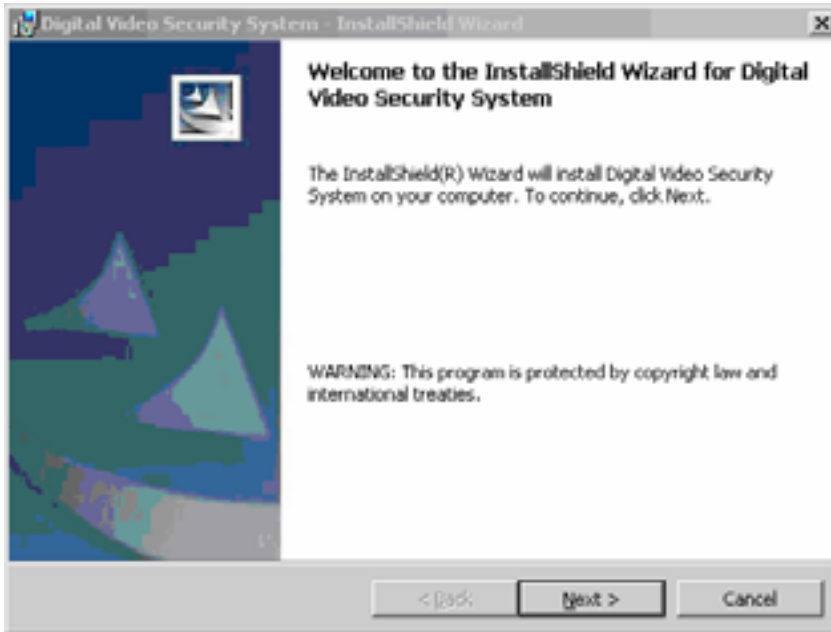 Digital Video Security System - InstallShield Wizard
Welcome to the InstallShield Wizard for Digital
Video Security System
The InstallShield(R) Wizard will install Digital Video Security
System on your computer. To continue, click Next.
WARNING: This program is protected by copyright law and
international treaties.
< Back
Next >
Cancel